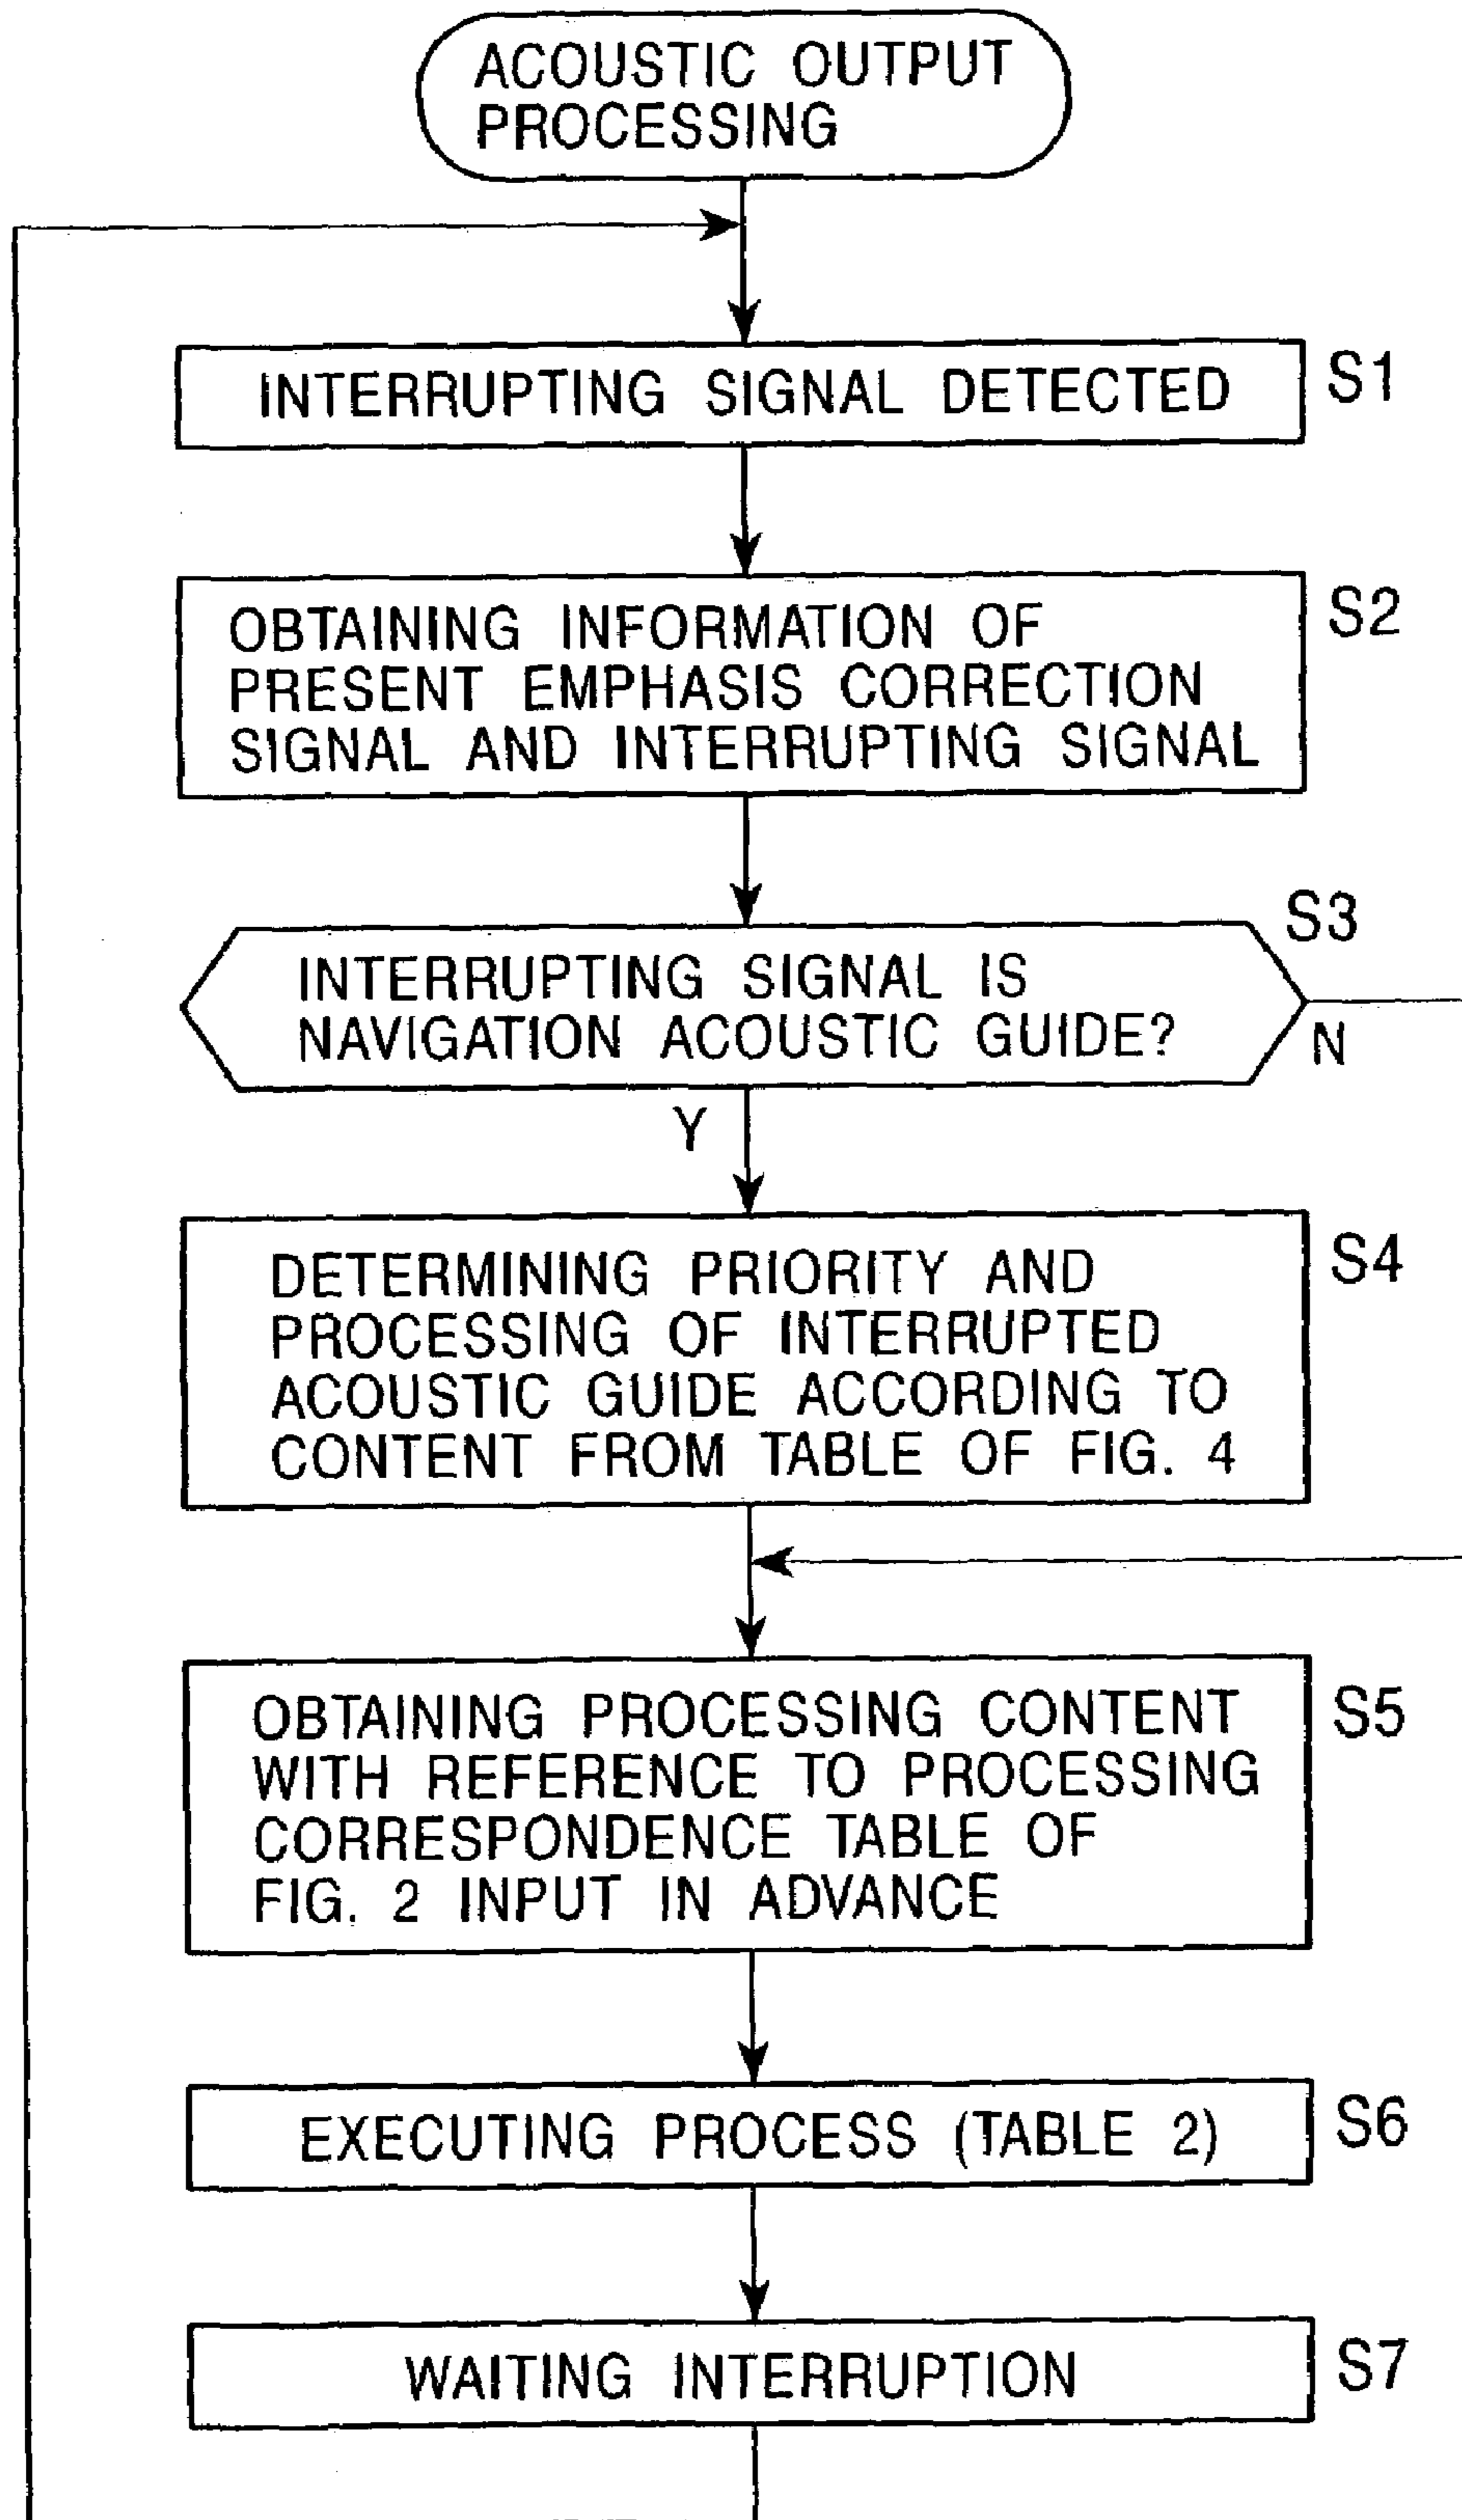 ACOUSTIC OUTPUT
PROCESSING
INTERRUPTING SIGNAL DETECTED
S1
OBTAINING INFORMATION OF
PRESENT EMPHASIS CORRECTION
SIGNAL AND INTERRUPTING SIGNAL
S2
S3
INTERRUPTING SIGNAL IS
NAVIGATION ACOUSTIC GUIDE?
N
Y
DETERMINING PRIORITY AND
PROCESSING OF INTERRUPTED
ACOUSTIC GUIDE ACCORDING TO
CONTENT FROM TABLE OF FIG. 4
S4
OBTAINING PROCESSING CONTENT
WITH REFERENCE TO PROCESSING
CORRESPONDENCE TABLE OF
FIG. 2 INPUT IN ADVANCE
S5
EXECUTING PROCESS (TABLE 2)
S6
WAITING INTERRUPTION
S7